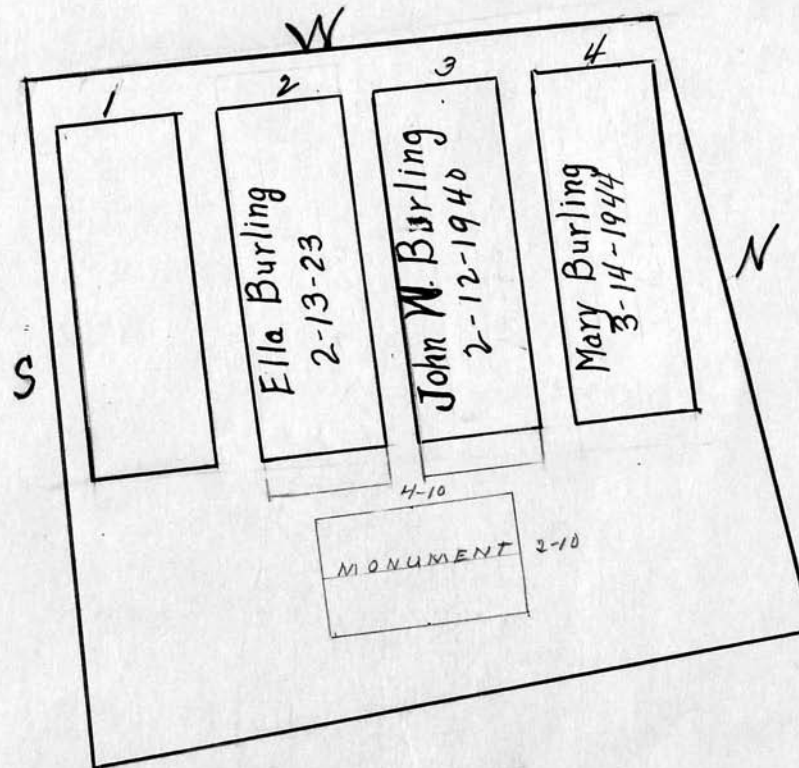 W
1
2
3
4
Ella Burling
2-13-23
John W. Burling
2-12-1940
Mary Burling
3-14-1944
N
S
4-10
MONUMENT
2-10